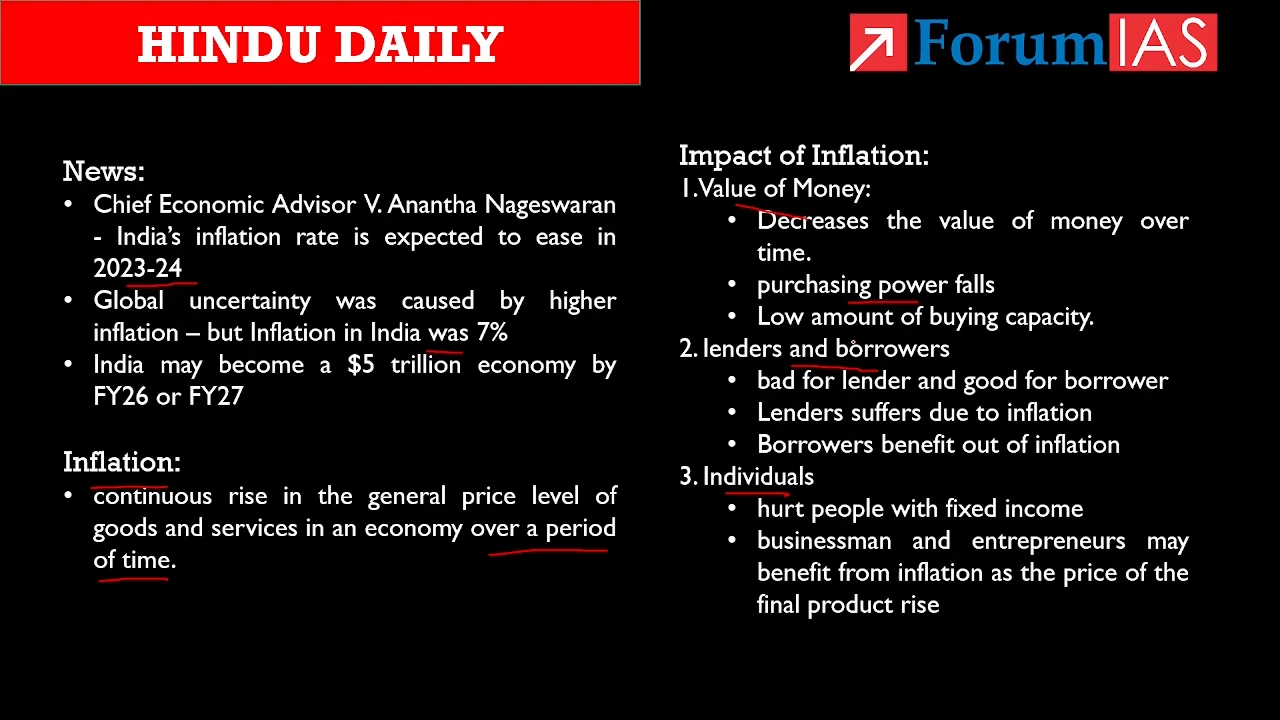 HINDU DAILY
ForumIAS
News:
• Chief Economic Advisor V. Anantha Nageswaran
- India's inflation rate is expected to ease in
2023-24
• Global uncertainty was caused by higher
inflation – but Inflation in India was 7%
• India may become a $5 trillion economy by
FY26 or FY27
Inflation:
• continuous rise in the general price level of
goods and services in an economy over a period
of time.
Impact of Inflation:
1.Value of Money:
• Decreases the value of money over
time.
• purchasing power falls
• Low amount of buying capacity.
2. lenders and borrowers
• bad for lender and good for borrower
• Lenders suffers due to inflation
• Borrowers benefit out of inflation
3. Individuals
• hurt people with fixed income
• businessman and entrepreneurs may
benefit from inflation as the price of the
final product rise